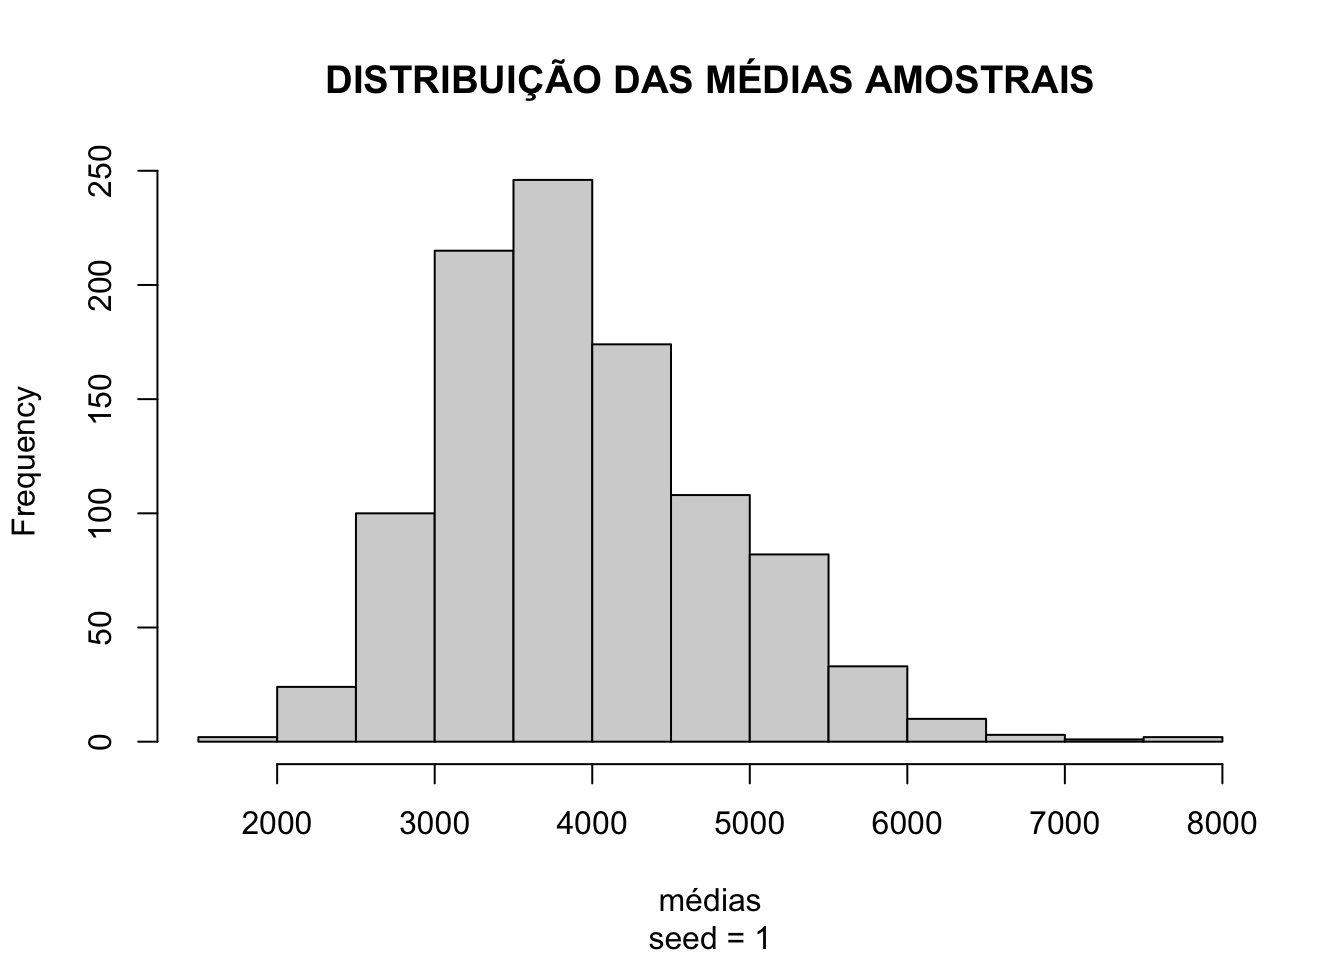 DISTRIBUIÇÃO DAS MÉDIAS AMOSTRAIS
Frequency
250
200
150
100
50
0
2000 3000 4000 5000 6000 7000 8000
médias
seed = 1